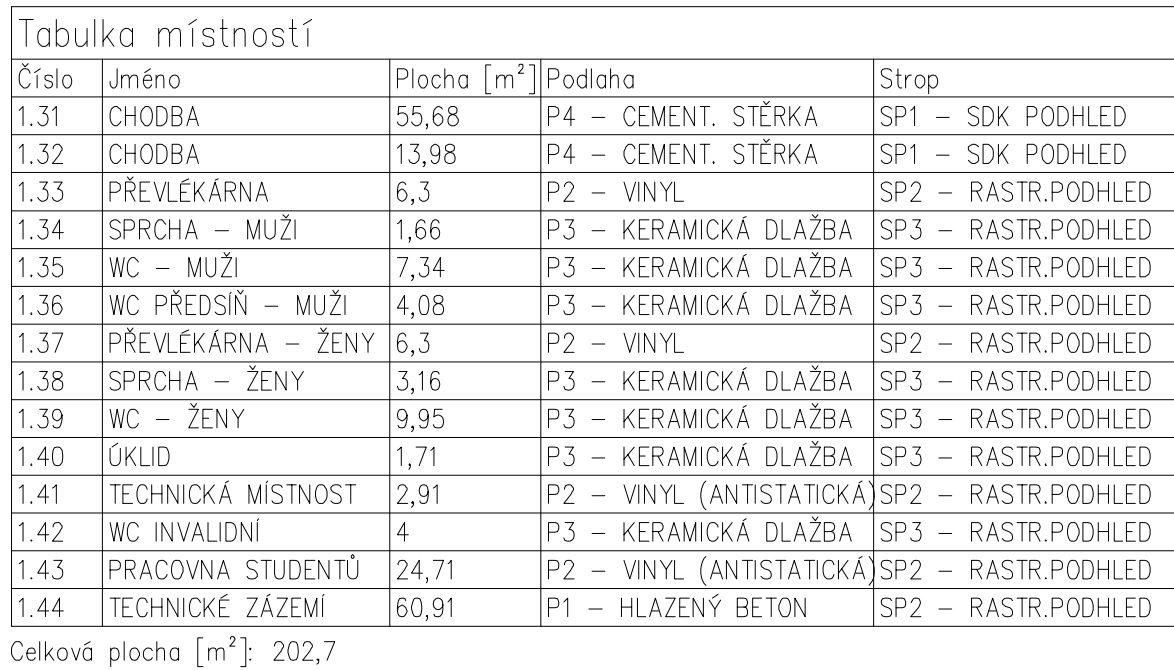 Tabulka místností
Číslo Jméno Plocha [m²] Podlaha Strop
1.31 CHODBA 55,68 P4 – CEMENT. STĚRKA SP1 – SDK PODHLED
1.32 CHODBA 13,98 P4 – CEMENT. STĚRKA SP1 – SDK PODHLED
1.33 PŘEVLÉKÁRNA 6,3 P2 – VINYL SP2 – RASTR.PODHLED
1.34 SPRCHA – MUŽI 1,66 P3 – KERAMICKÁ DLAŽBA SP3 – RASTR.PODHLED
1.35 WC – MUŽI 7,34 P3 – KERAMICKÁ DLAŽBA SP3 – RASTR.PODHLED
1.36 WC PŘEDSÍŇ – MUŽI 4,08 P3 – KERAMICKÁ DLAŽBA SP3 – RASTR.PODHLED
1.37 PŘEVLÉKÁRNA – ŽENY 6,3 P2 – VINYL SP2 – RASTR.PODHLED
1.38 SPRCHA – ŽENY 3,16 P3 – KERAMICKÁ DLAŽBA SP3 – RASTR.PODHLED
1.39 WC – ŽENY 9,95 P3 – KERAMICKÁ DLAŽBA SP3 – RASTR.PODHLED
1.40 ÚKLID 1,71 P3 – KERAMICKÁ DLAŽBA SP3 – RASTR.PODHLED
1.41 TECHNICKÁ MÍSTNOST 2,91 P2 – VINYL (ANTISTATICKÁ) SP2 – RASTR.PODHLED
1.42 WC INVALIDNÍ 4 P3 – KERAMICKÁ DLAŽBA SP3 – RASTR.PODHLED
1.43 PRACOVNA STUDENTŮ 24,71 P2 – VINYL (ANTISTATICKÁ) SP2 – RASTR.PODHLED
1.44 TECHNICKÉ ZÁZEMÍ 60,91 P1 – HLAZENÝ BETON SP2 – RASTR.PODHLED
Celková plocha [m²]: 202,7